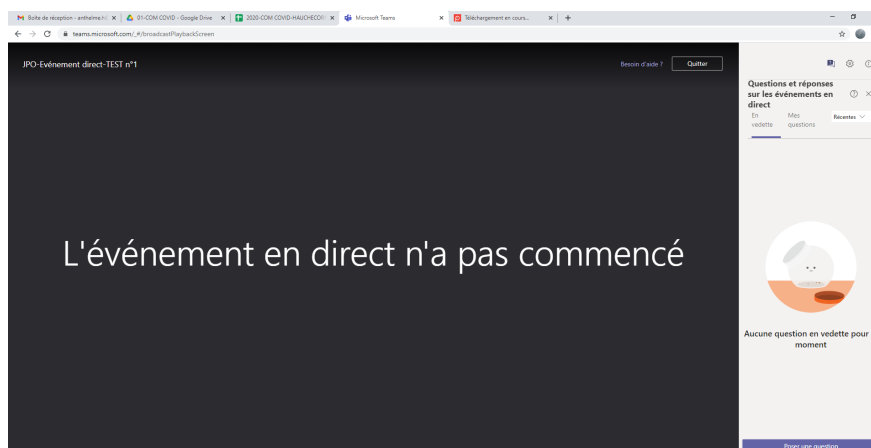 Boîte de réception - anthelme.ho
01-COM COVID - Google Drive
2020-COM COVID-HAUCHECOR
Microsoft Teams
Téléchargement en cours...
teams.microsoft.com/_#/broadcastPlaybackScreen
JPO-Evénement direct-TEST n°1
Besoin d'aide ?
Quitter
L'événement en direct n'a pas commencé
Questions et réponses
sur les événements en
direct
En
vedette
Mes
questions
Récentes
Aucune question en vedette pour
moment
Poser une question